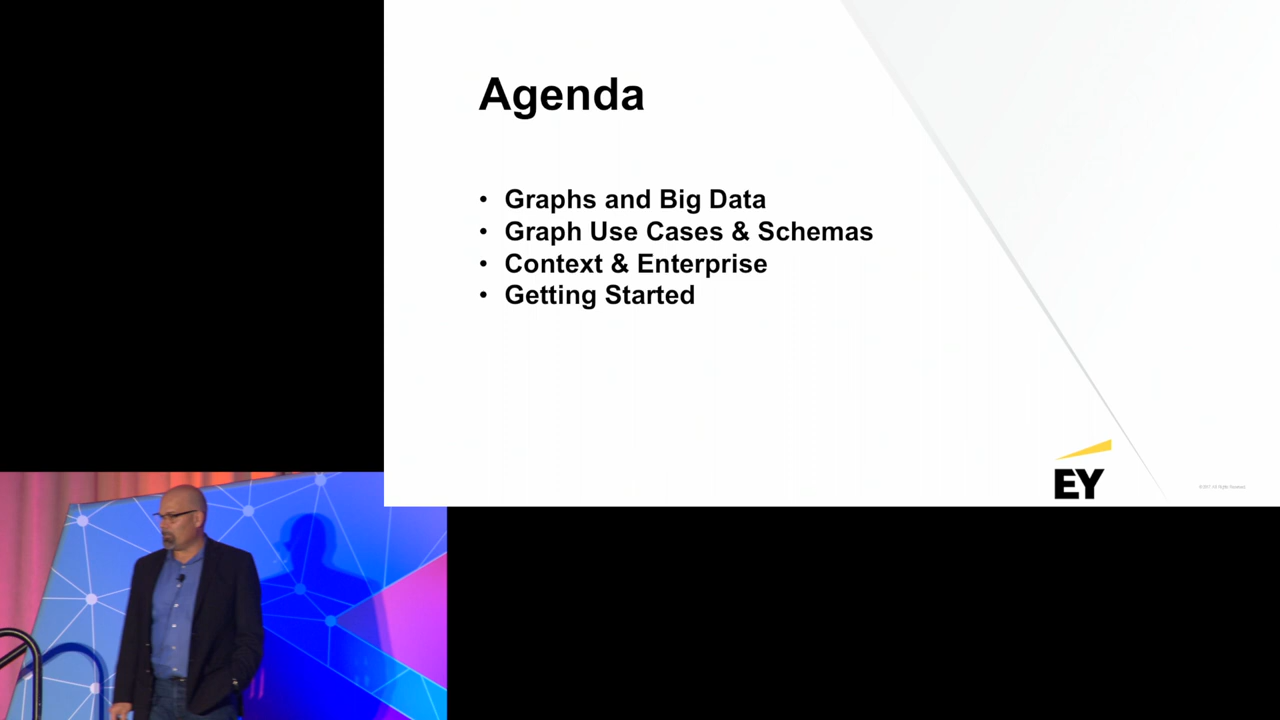 Agenda
• Graphs and Big Data
• Graph Use Cases & Schemas
• Context & Enterprise
• Getting Started
EY